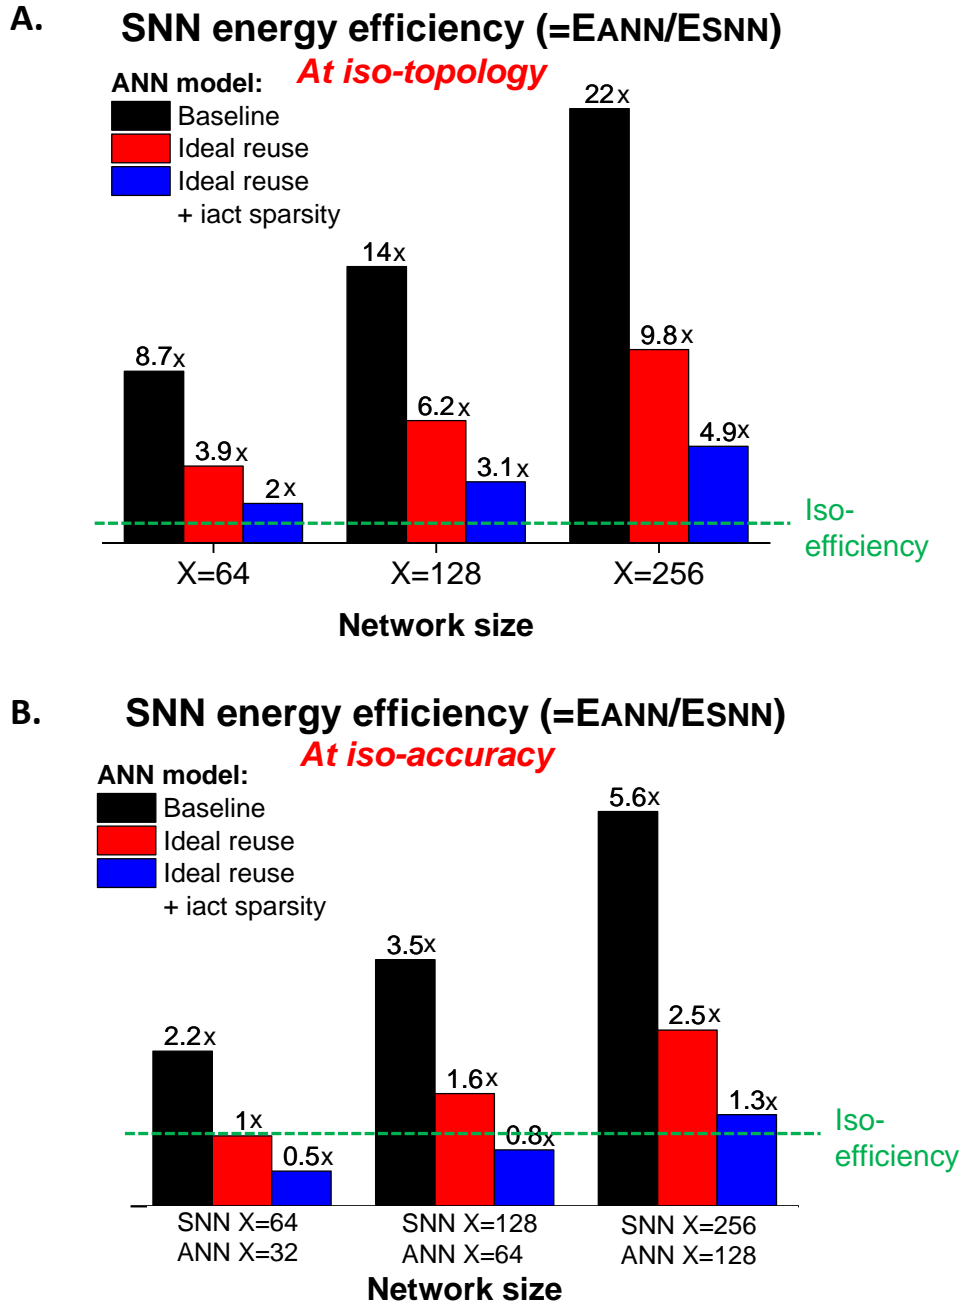 A.
SNN energy efficiency (=EANN/ESNN)
At iso-topology
ANN model:
Baseline
Ideal reuse
Ideal reuse
+ iact sparsity
8.7x
3.9x
2x
14x
6.2x
3.1x
22x
9.8x
4.9x
Iso-
efficiency
X=64
X=128
X=256
Network size
B.
SNN energy efficiency (=EANN/ESNN)
At iso-accuracy
ANN model:
Baseline
Ideal reuse
Ideal reuse
+ iact sparsity
2.2x
1x
0.5x
3.5x
1.6x
0.8x
5.6x
2.5x
1.3x
Iso-
efficiency
SNN X=64
ANN X=32
SNN X=128
ANN X=64
SNN X=256
ANN X=128
Network size